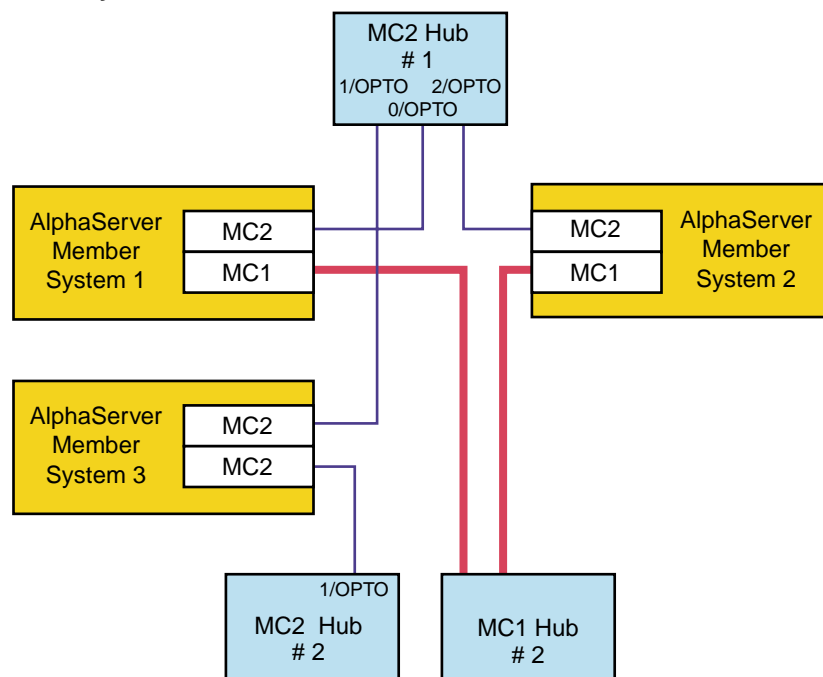 MC2 Hub
# 1
1/OPTO 2/OPTO
0/OPTO
AlphaServer
Member
System 1
MC2
MC1
MC2
MC1
AlphaServer
Member
System 2
AlphaServer
Member
System 3
MC2
MC2
1/OPTO
MC2 Hub
# 2
MC1 Hub
# 2